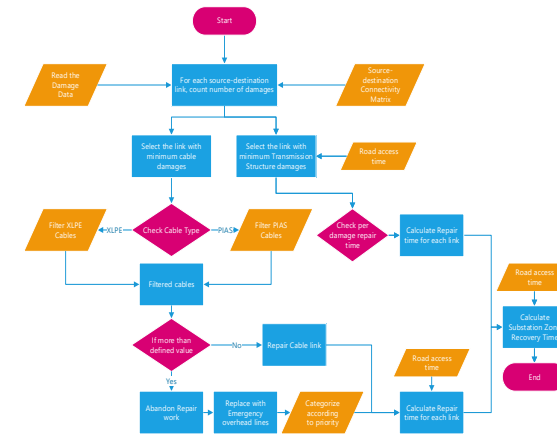 Start
Read the
Damage
Data
For each source-destination
link, count number of damages
Source-
destination
Connectivity
Matrix
Select the link with
minimum cable
damages
Select the link with
minimum Transmission
Structure damages
Road access
time
Filter XLPE
Cables
XLPE
Check Cable Type
PIAS
Filter PIAS
Cables
Check per
damage repair
time
Calculate Repair
time for each link
Filtered cables
Road access
time
Calculate
Substation Zone
Recovery Time
If more than
defined value
No
Repair Cable link
Road access
time
End
Yes
Abandon Repair
work
Replace with
Emergency
overhead lines
Categorize
according
to priority
Calculate Repair
time for each link